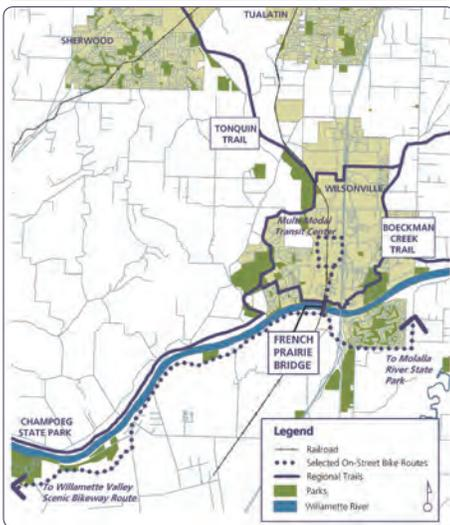 TUALATIN
SHERWOOD
TONQUIN
TRAIL
WILSONVILLE
Multi Modal
Transit Center
BOECKMAN
CREEK
TRAIL
FRENCH
PRAIRIE
BRIDGE
To Molalla
River State
Park
CHAMPOEG
STATE PARK
To Willamette Valley
Scenic Bikeway Route
Legend
Railroad
Selected On-Street Bike Routes
Regional Trails
Parks
Willamette River